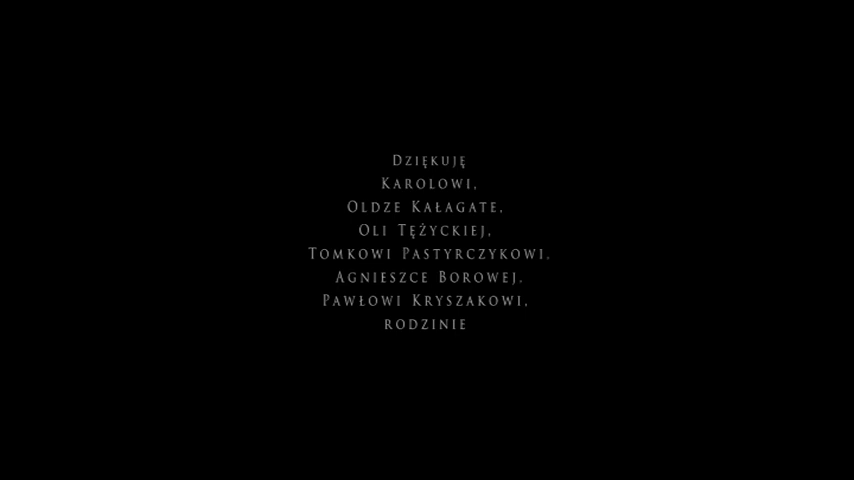 Dziękuję
Karolowi,
Oldze Kałagate,
Oli Tężyckiej,
Tomkowi Pastyrczykowi,
Agnieszce Borowej,
Pawłowi Kryszakowi,
rodzinie